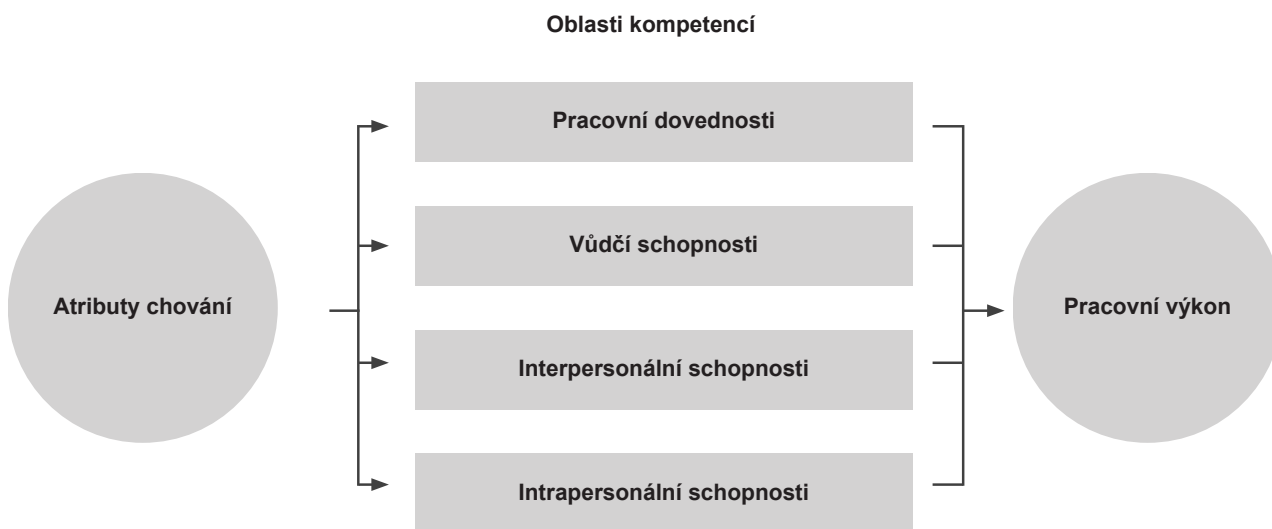 Oblasti kompetencí
Pracovní dovednosti
Vůdčí schopnosti
Atributy chování
Pracovní výkon
Interpersonální schopnosti
Intrapersonální schopnosti